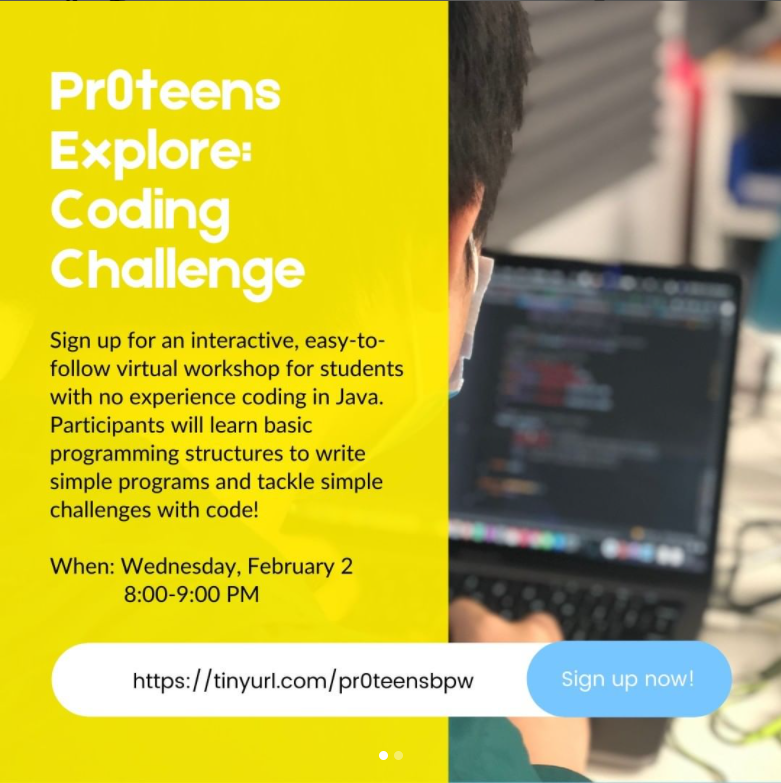 Pr0teens
Explore:
Coding
Challenge
Sign up for an interactive, easy-to-
follow virtual workshop for students
with no experience coding in Java.
Participants will learn basic
programming structures to write
simple programs and tackle simple
challenges with code!
When: Wednesday, February 2
8:00-9:00 PM
https://tinyurl.com/pr0teensbpw
Sign up now!